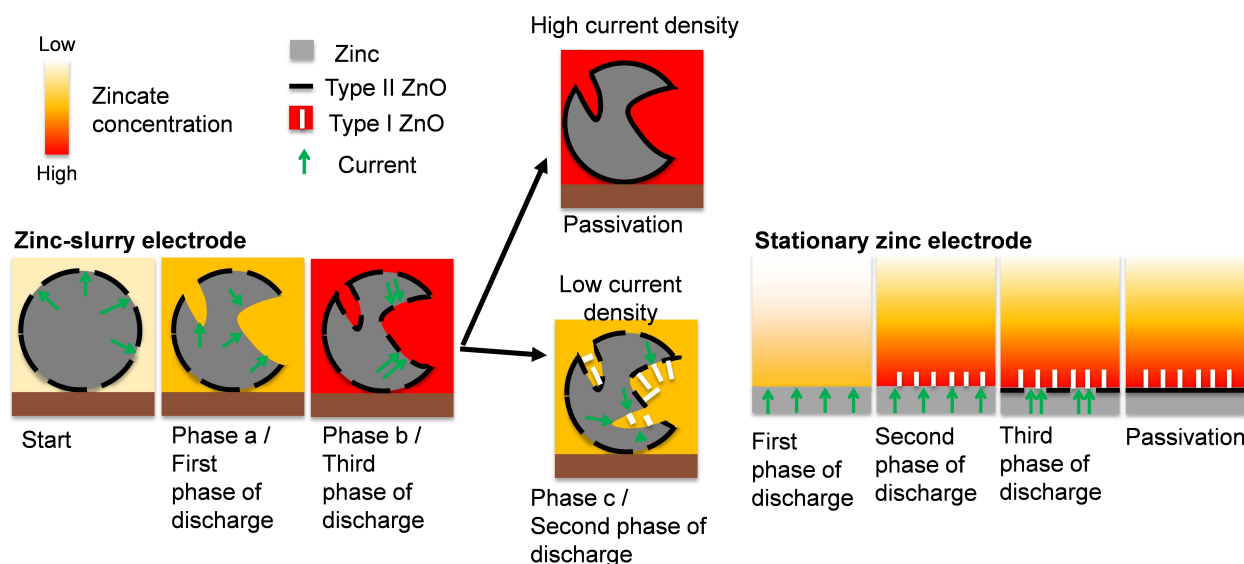 Low
Zincate
concentration
High
Zinc
Type II ZnO
Type I ZnO
Current
High current density
Passivation
Zinc-slurry electrode
Start
Phase a /
First
phase of
discharge
Phase b /
Third
phase of
discharge
Low current
density
Phase c /
Second phase of
discharge
Stationary zinc electrode
First
phase of
discharge
Second
phase of
discharge
Third
phase of
discharge
Passivation